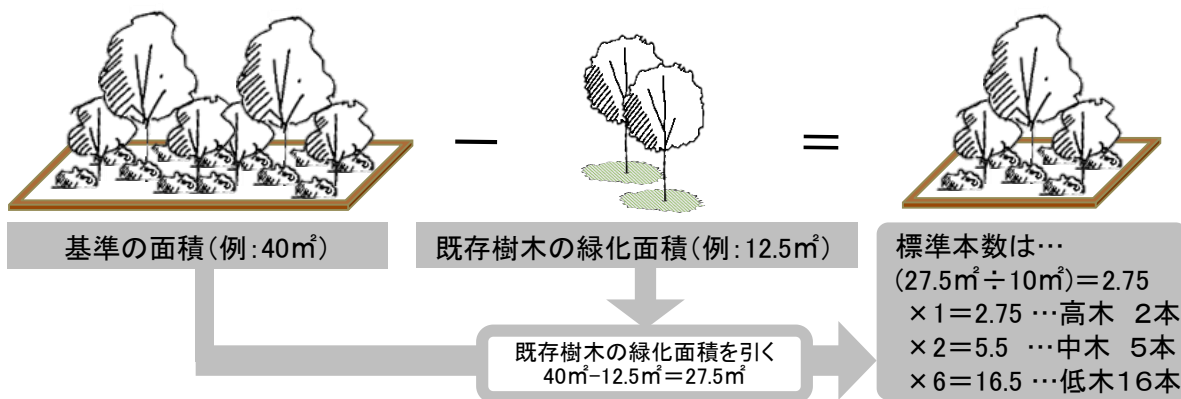 基準の面積(例:40㎡)
既存樹木の緑化面積(例:12.5㎡)
既存樹木の緑化面積を引く
40㎡-12.5㎡=27.5㎡
標準本数は…
(27.5㎡÷10㎡)=2.75
×1=2.75 …高木 2本
×2=5.5 …中木 5本
×6=16.5 …低木16本